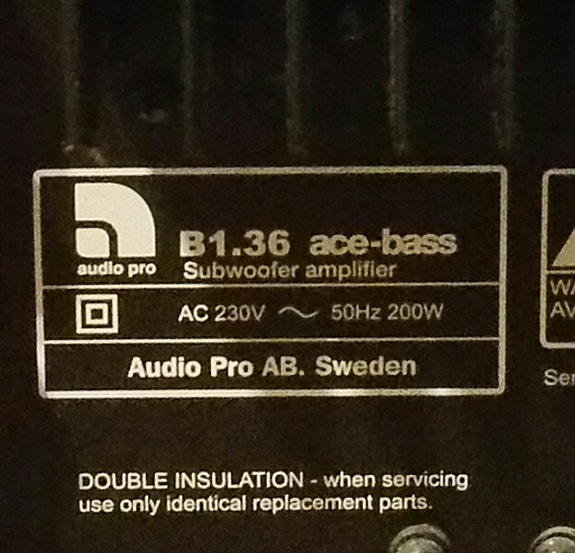 B1.36 ace-bass
audio pro
Subwoofer amplifier
AC 230V ~ 50Hz 200W
Audio Pro AB. Sweden
DOUBLE INSULATION - when servicing
use only identical replacement parts.